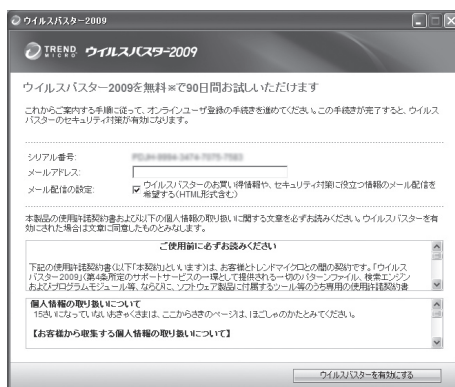 ウイルスバスター2009
TREND MICRO ウイルスバスター2009
ウイルスバスター2009を無料※で90日間お試しいただけます
これからご案内する手順に従って、オンラインユーザ登録の手続きを進めてください。この手続きが完了すると、ウイルス
バスターのセキュリティ対策が有効になります。
シリアル番号:
メールアドレス:
メール配信の設定: ウイルスバスターのお買い得情報や、セキュリティ対策に役立つ情報のメール配信を
希望する(HTML形式含む)
本製品の使用許諾契約書および以下の個人情報の取り扱いに関する文章を必ずお読みください。ウイルスバスターを有
効にされた場合は文章に同意したものとみなします。
ご使用前に必ずお読みください
下記の使用許諾契約書(以下「本契約」といいます)は、お客様とトレンドマイクロとの間の契約です。「ウイルス
バスター2009」(第4条所定のサポートサービスの一環として提供される一切のパターンファイル、検索エンジン
およびプログラムモジュール等、ならびに、ソフトウェア製品に付属するツール等のうち専用の使用許諾契約書
個人情報の取り扱いについて
15さいになっていないおきゃくさまは、ここからさきのページは、ほごしゃのかたとみてください。
【お客様から収集する個人情報の取り扱いについて】
ウイルスバスターを有効にする